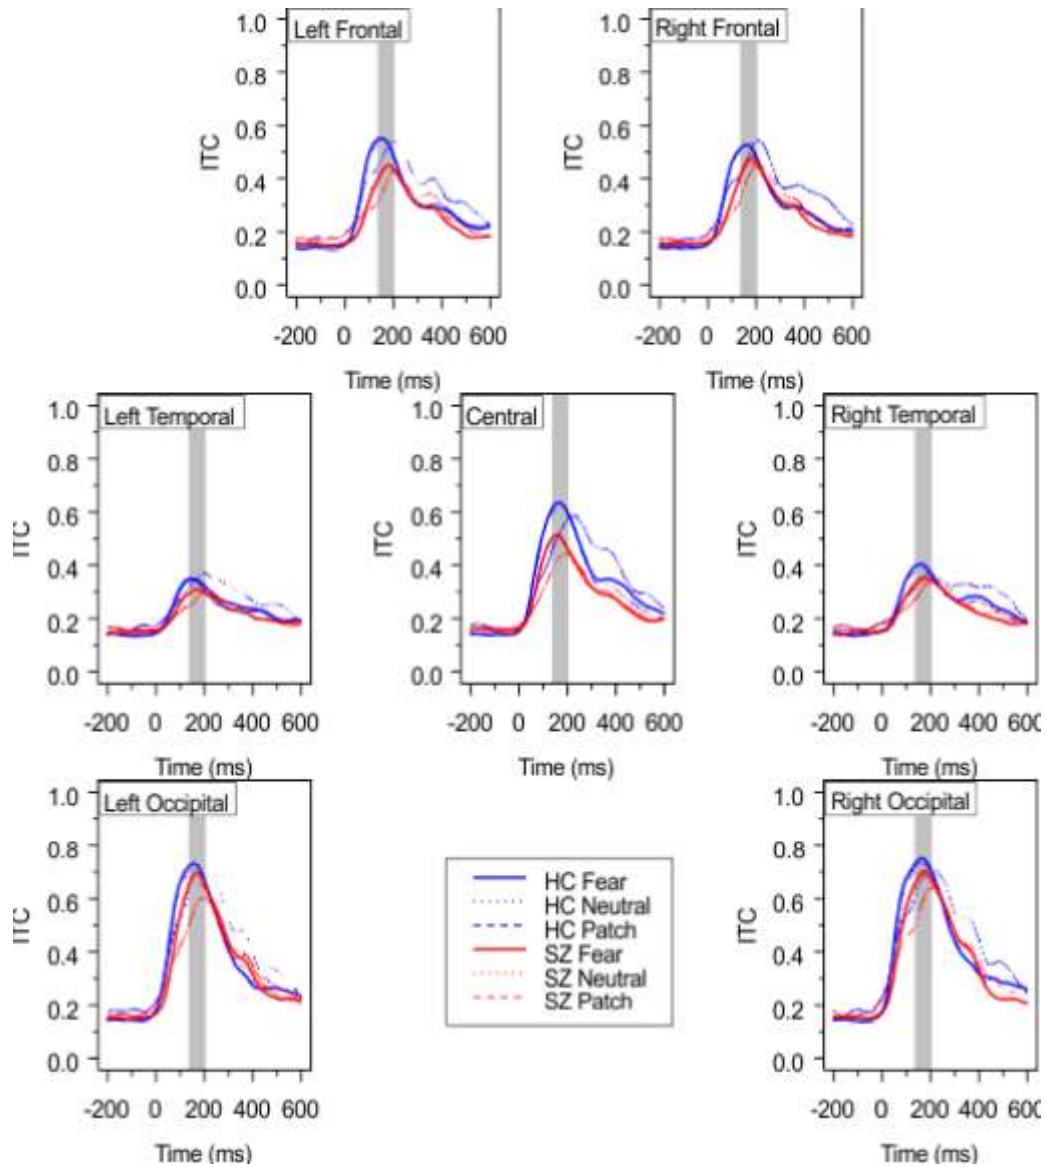 Left Frontal
1.0
0.8
0.6
0.4
0.2
0.0
ITC
-200 0 200 400 600
Time (ms)
Right Frontal
1.0
0.8
0.6
0.4
0.2
0.0
ITC
-200 0 200 400 600
Time (ms)
Left Temporal
1.0
0.8
0.6
0.4
0.2
0.0
ITC
-200 0 200 400 600
Time (ms)
Central
1.0
0.8
0.6
0.4
0.2
0.0
ITC
-200 0 200 400 600
Time (ms)
Right Temporal
1.0
0.8
0.6
0.4
0.2
0.0
ITC
-200 0 200 400 600
Time (ms)
Left Occipital
1.0
0.8
0.6
0.4
0.2
0.0
ITC
-200 0 200 400 600
Time (ms)
HC Fear
HC Neutral
HC Patch
SZ Fear
SZ Neutral
SZ Patch
Right Occipital
1.0
0.8
0.6
0.4
0.2
0.0
ITC
-200 0 200 400 600
Time (ms)